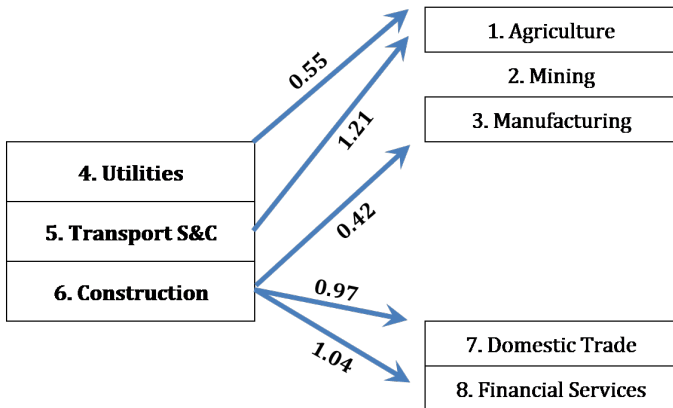 1. Agriculture
0.55
2. Mining
1.21
3. Manufacturing
4. Utilities
5. Transport S&C
0.42
6. Construction
0.97
7. Domestic Trade
1.04
8. Financial Services